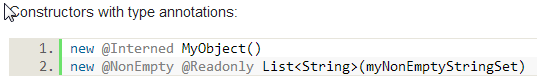 Constructors with type annotations:
1. new @Interned MyObject()
2. new @NonEmpty @Readonly List<String>(myNonEmptyStringSet)